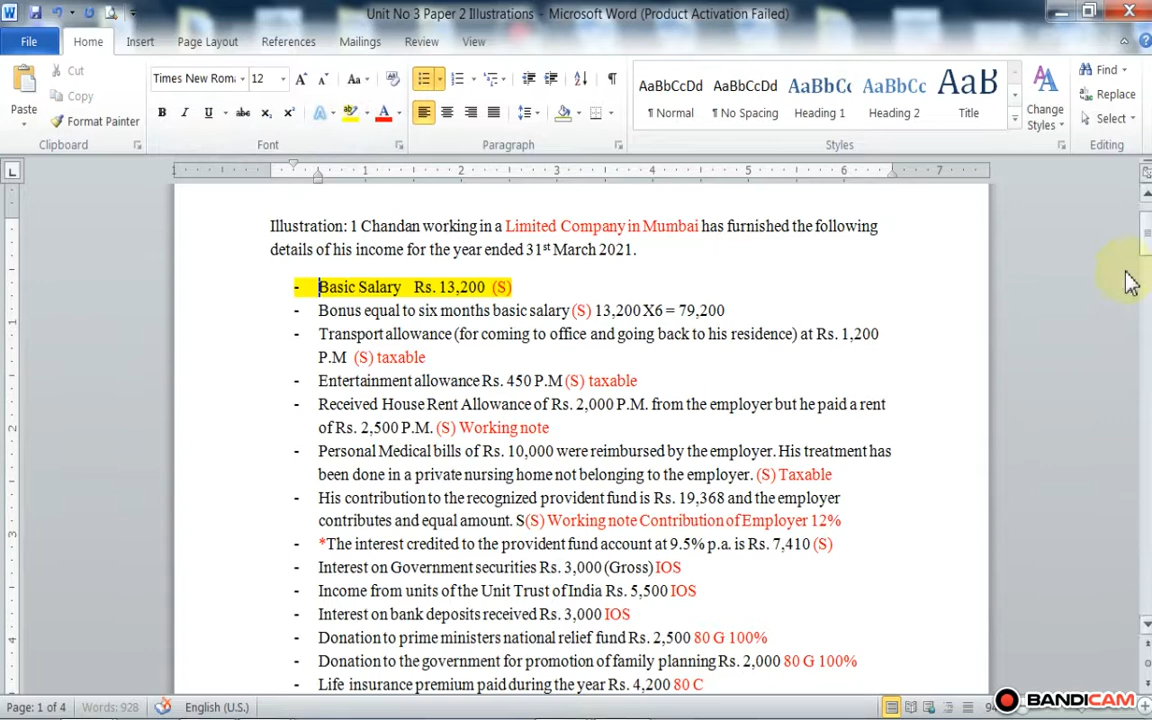 Unit No 3 Paper 2 Illustrations - Microsoft Word (Product Activation Failed)
File Home Insert Page Layout References Mailings Review View
Cut
Copy
Format Painter
Paste
Times New Rom 12
AaBbCcDd AaBbCcDd AaBbCc AaBbCc AaB
¶ Normal ¶ No Spacing Heading 1 Heading 2 Title
Change Styles
Find
Replace
Select
Clipboard Font Paragraph Styles Editing
1 1 2 3 4 5 6 7
Illustration: 1 Chandan working in a Limited Company in Mumbai has furnished the following
details of his income for the year ended 31st March 2021.
- Basic Salary Rs. 13,200 (S)
- Bonus equal to six months basic salary (S) 13,200 X6 = 79,200
- Transport allowance (for coming to office and going back to his residence) at Rs. 1,200
P.M (S) taxable
- Entertainment allowance Rs. 450 P.M (S) taxable
- Received House Rent Allowance of Rs. 2,000 P.M. from the employer but he paid a rent
of Rs. 2,500 P.M. (S) Working note
- Personal Medical bills of Rs. 10,000 were reimbursed by the employer. His treatment has
been done in a private nursing home not belonging to the employer. (S) Taxable
- His contribution to the recognized provident fund is Rs. 19,368 and the employer
contributes and equal amount. S(S) Working note Contribution of Employer 12%
- *The interest credited to the provident fund account at 9.5% p.a. is Rs. 7,410 (S)
- Interest on Government securities Rs. 3,000 (Gross) IOS
- Income from units of the Unit Trust of India Rs. 5,500 IOS
- Interest on bank deposits received Rs. 3,000 IOS
- Donation to prime ministers national relief fund Rs. 2,500 80 G 100%
- Donation to the government for promotion of family planning Rs. 2,000 80 G 100%
- Life insurance premium paid during the year Rs. 4,200 80 C
Page: 1 of 4 Words: 928 English (U.S.)
BANDICAM